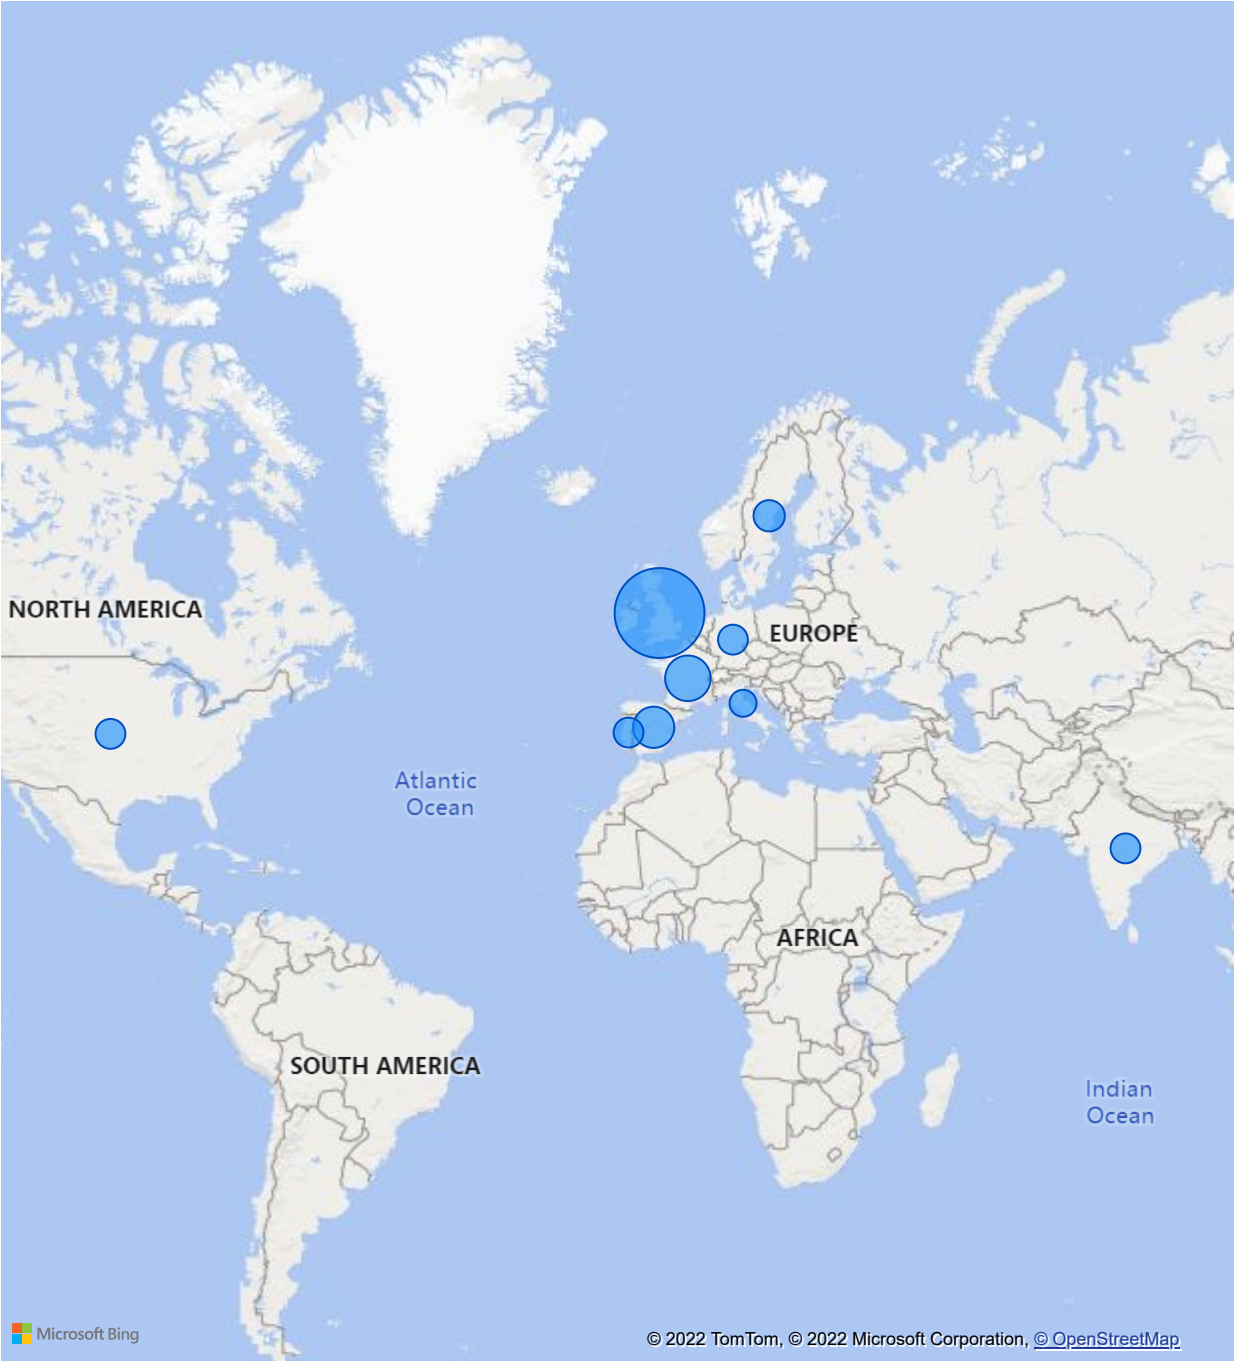 NORTH AMERICA
EUROPE
Atlantic
Ocean
AFRICA
SOUTH AMERICA
Indian
Ocean
Microsoft Bing
© 2022 TomTom, © 2022 Microsoft Corporation, © OpenStreetMap